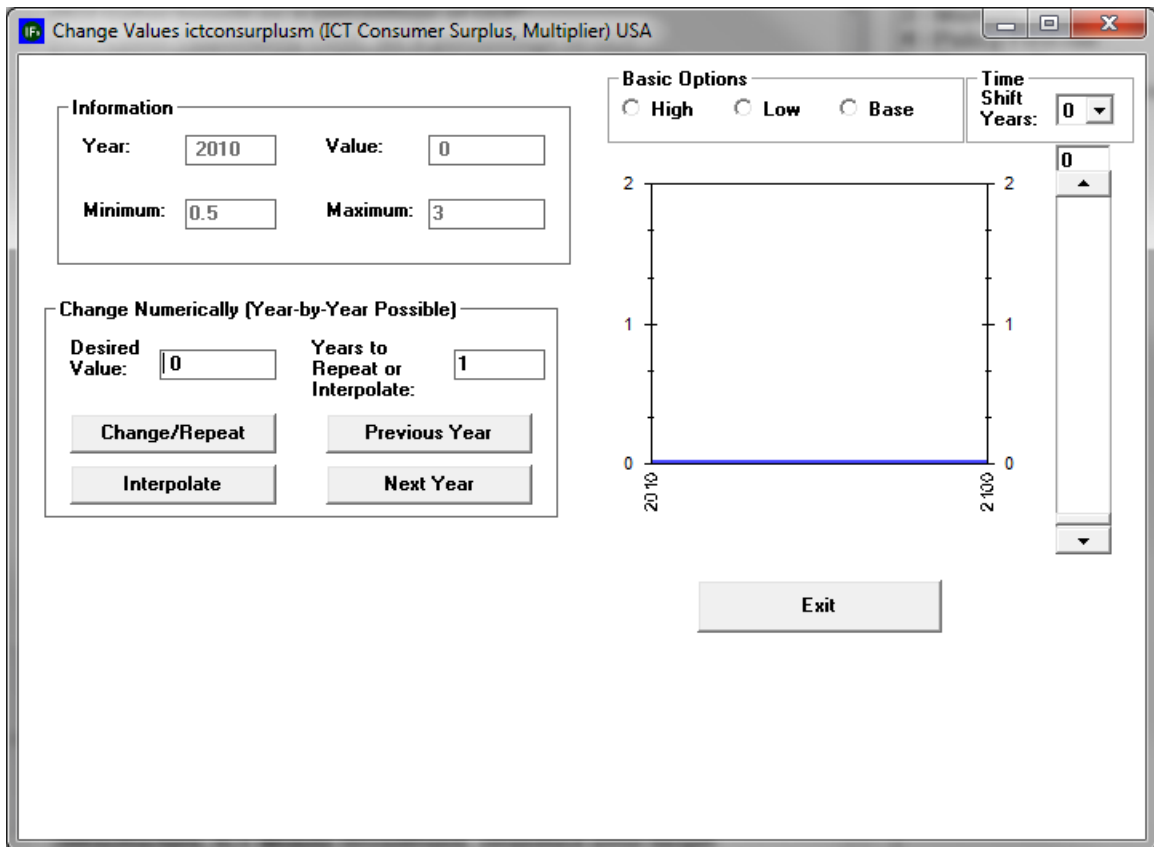 IFs Change Values ictconsurplusm (ICT Consumer Surplus, Multiplier) USA
Information
Year: 2010 Value: 0
Minimum: 0.5 Maximum: 3
Basic Options
High Low Base
Time
Shift
Years: 0
0
Change Numerically (Year-by-Year Possible)
Desired
Value: 0
Years to
Repeat or
Interpolate: 1
Change/Repeat Previous Year
Interpolate Next Year
2 2
1 1
0 0
2010 2100
Exit